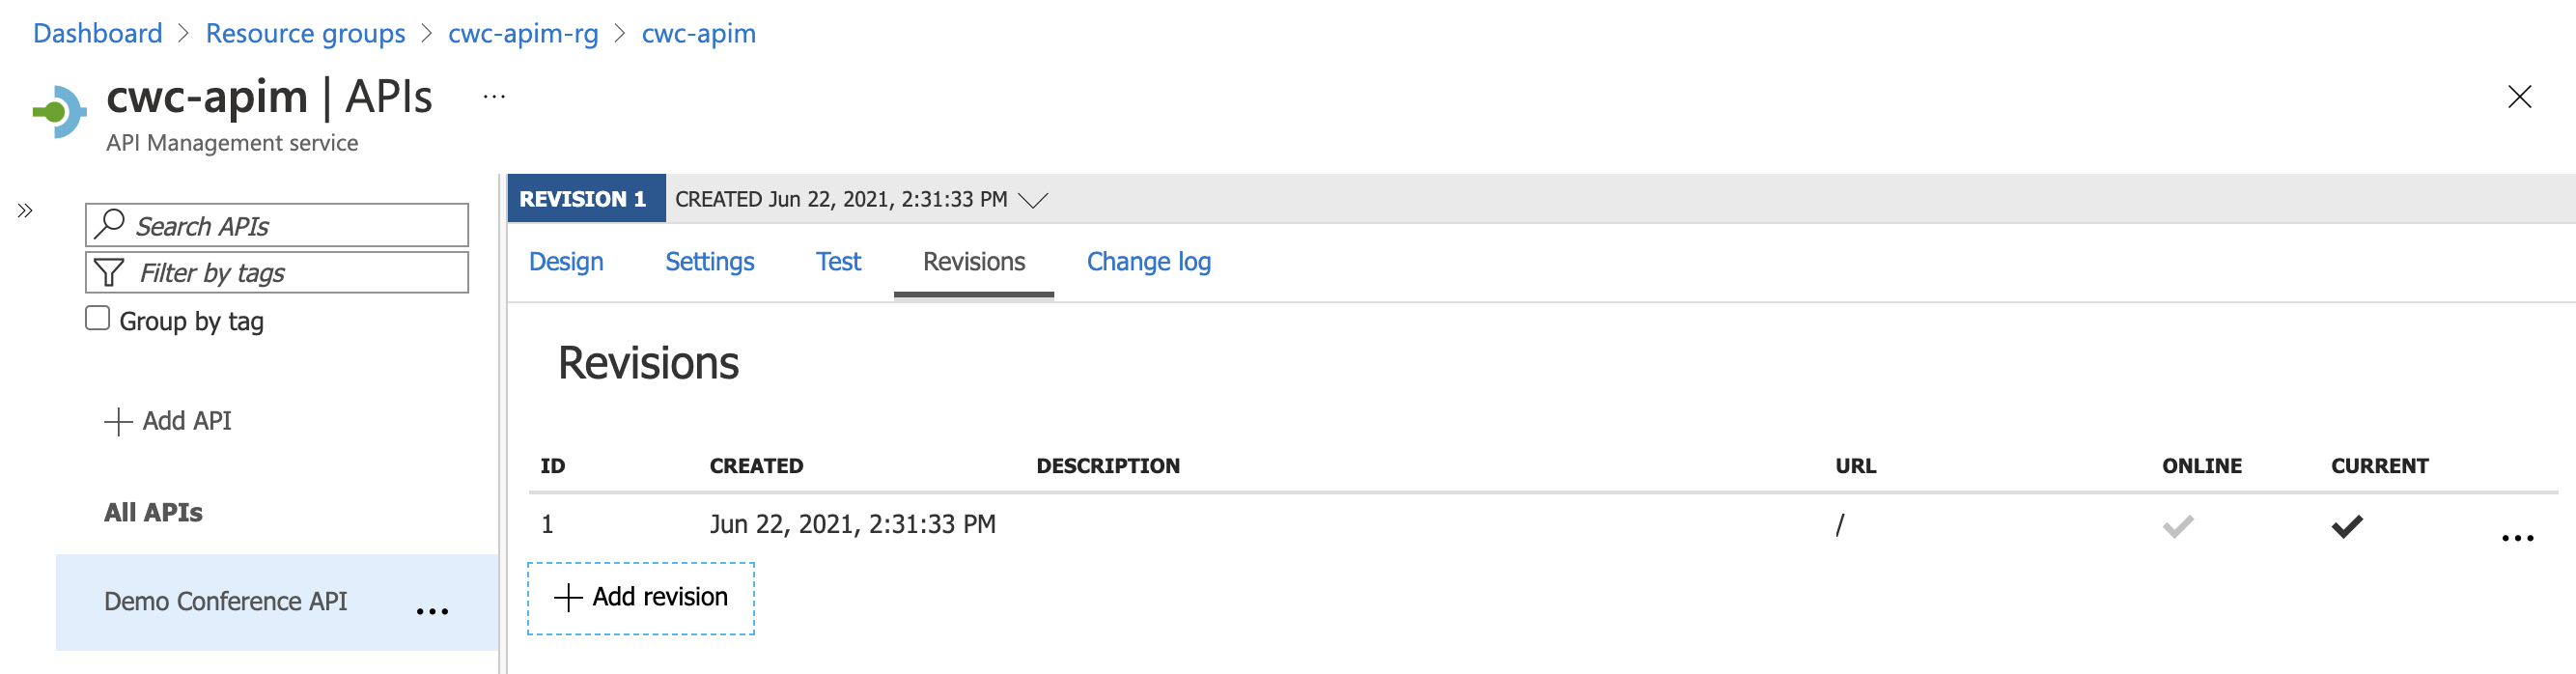 Dashboard > Resource groups > cwc-apim-rg > cwc-apim
cwc-apim | APIs ...
API Management service
Search APIs
Filter by tags
Group by tag
Add API
All APIs
Demo Conference API ...
REVISION 1 CREATED Jun 22, 2021, 2:31:33 PM
Design Settings Test Revisions Change log
Revisions
ID CREATED DESCRIPTION URL ONLINE CURRENT
1 Jun 22, 2021, 2:31:33 PM / ...
Add revision